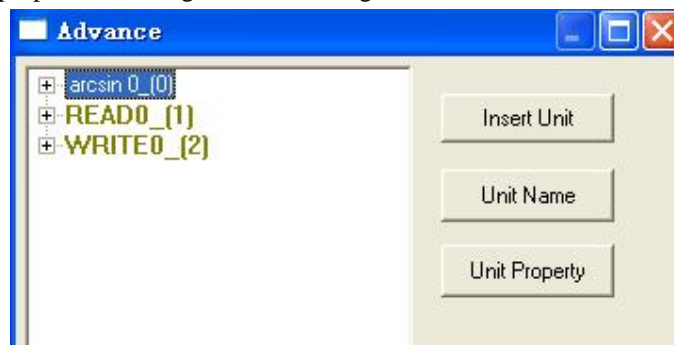 Advance
arcsin 0_(0)
READ0_(1)
WRITE0_(2)
Insert Unit
Unit Name
Unit Property